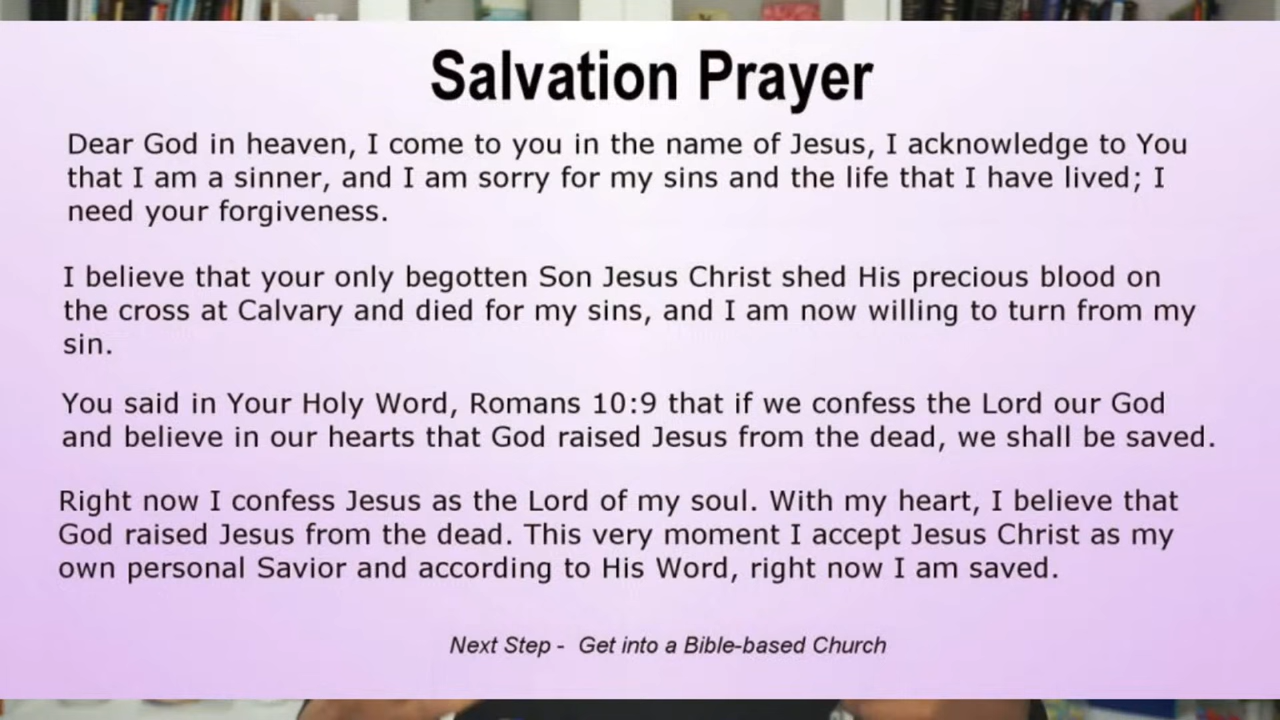 Salvation Prayer
Dear God in heaven, I come to you in the name of Jesus, I acknowledge to You
that I am a sinner, and I am sorry for my sins and the life that I have lived; I
need your forgiveness.
I believe that your only begotten Son Jesus Christ shed His precious blood on
the cross at Calvary and died for my sins, and I am now willing to turn from my
sin.
You said in Your Holy Word, Romans 10:9 that if we confess the Lord our God
and believe in our hearts that God raised Jesus from the dead, we shall be saved.
Right now I confess Jesus as the Lord of my soul. With my heart, I believe that
God raised Jesus from the dead. This very moment I accept Jesus Christ as my
own personal Savior and according to His Word, right now I am saved.
Next Step - Get into a Bible-based Church